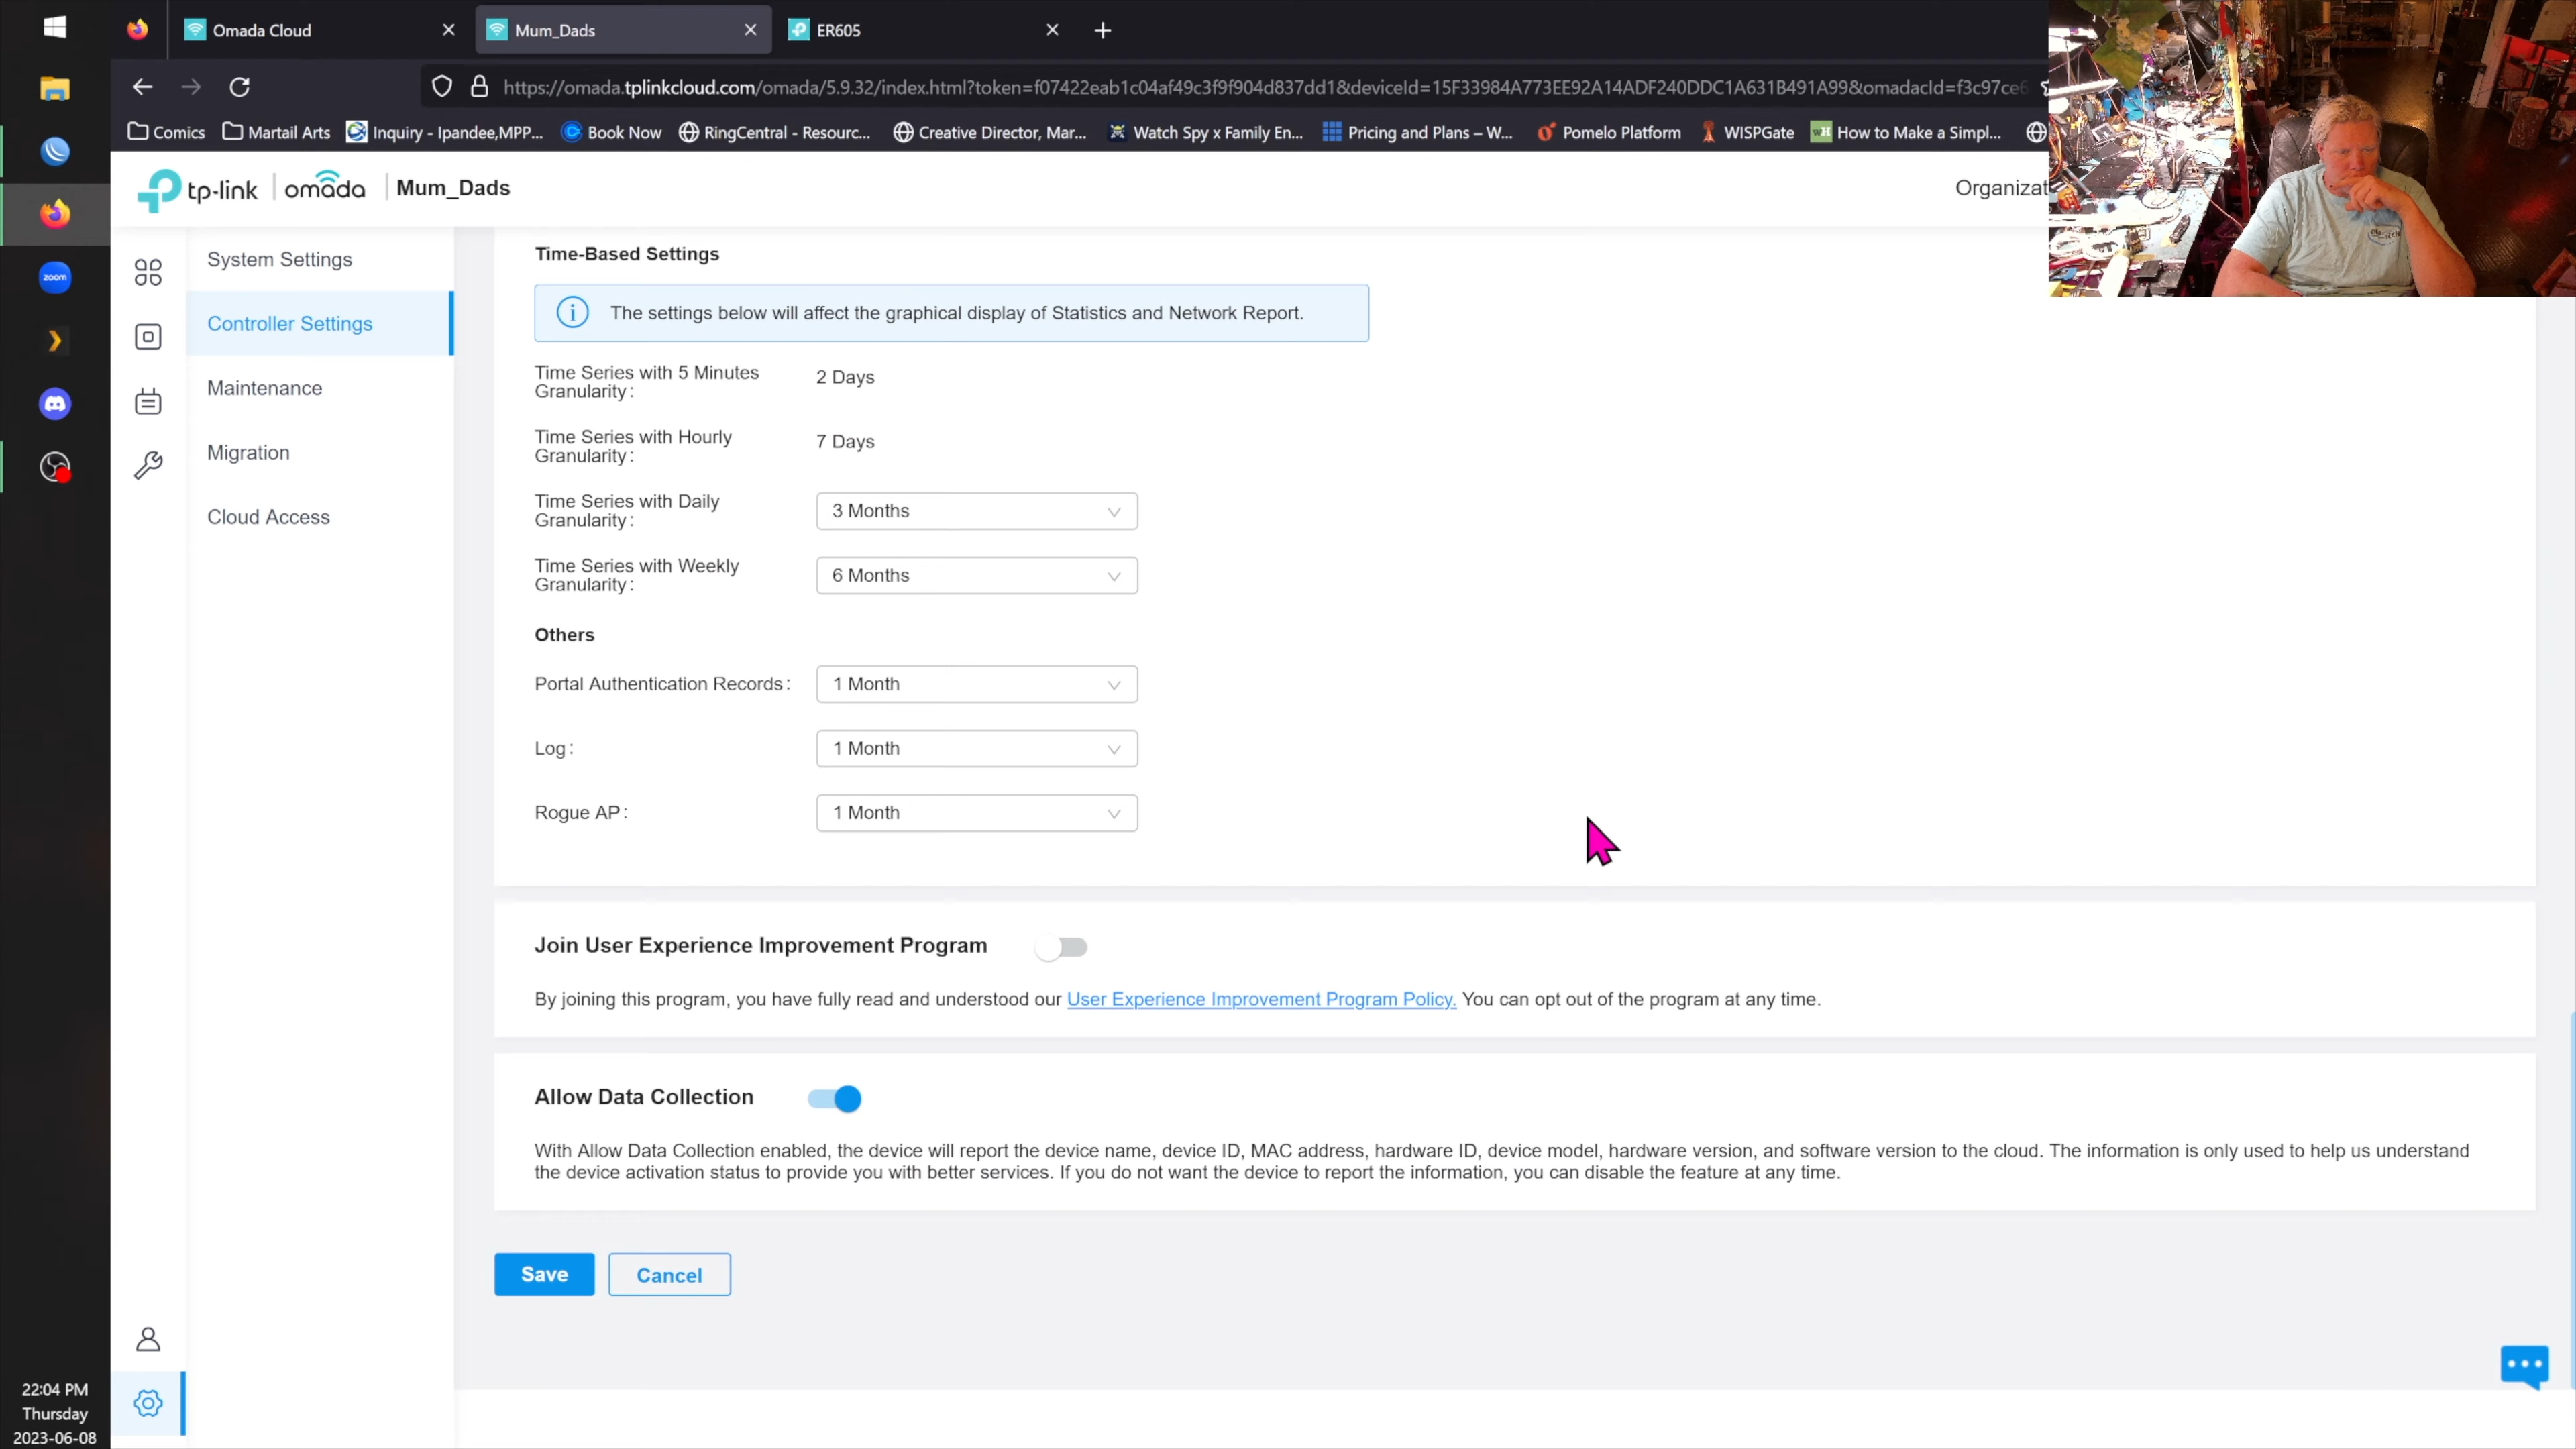 Omada Cloud
Mum_Dads
ER605
https://omada.tplinkcloud.com/omada/5.9.32/index.html?token=f07422eab1c04af49c3f9f904d837dd1&deviceId=15F33984A773EE92A14ADF240DDC1A631B491A99&omadacId=f3c97ce6
Comics
Martail Arts
Inquiry - Ipandee,MPP...
Book Now
RingCentral - Resourc...
Creative Director, Mar...
Watch Spy x Family En...
Pricing and Plans – W...
Pomelo Platform
WISPGate
How to Make a Simpl...
tp-link | omada | Mum_Dads
Organizat
zoom
System Settings
Controller Settings
Maintenance
Migration
Cloud Access
Time-Based Settings
The settings below will affect the graphical display of Statistics and Network Report.
Time Series with 5 Minutes
Granularity:
2 Days
Time Series with Hourly
Granularity:
7 Days
Time Series with Daily
Granularity:
3 Months
Time Series with Weekly
Granularity:
6 Months
Others
Portal Authentication Records: 1 Month
Log: 1 Month
Rogue AP: 1 Month
Join User Experience Improvement Program
By joining this program, you have fully read and understood our User Experience Improvement Program Policy. You can opt out of the program at any time.
Allow Data Collection
With Allow Data Collection enabled, the device will report the device name, device ID, MAC address, hardware ID, device model, hardware version, and software version to the cloud. The information is only used to help us understand
the device activation status to provide you with better services. If you do not want the device to report the information, you can disable the feature at any time.
Save
Cancel
22:04 PM
Thursday
2023-06-08